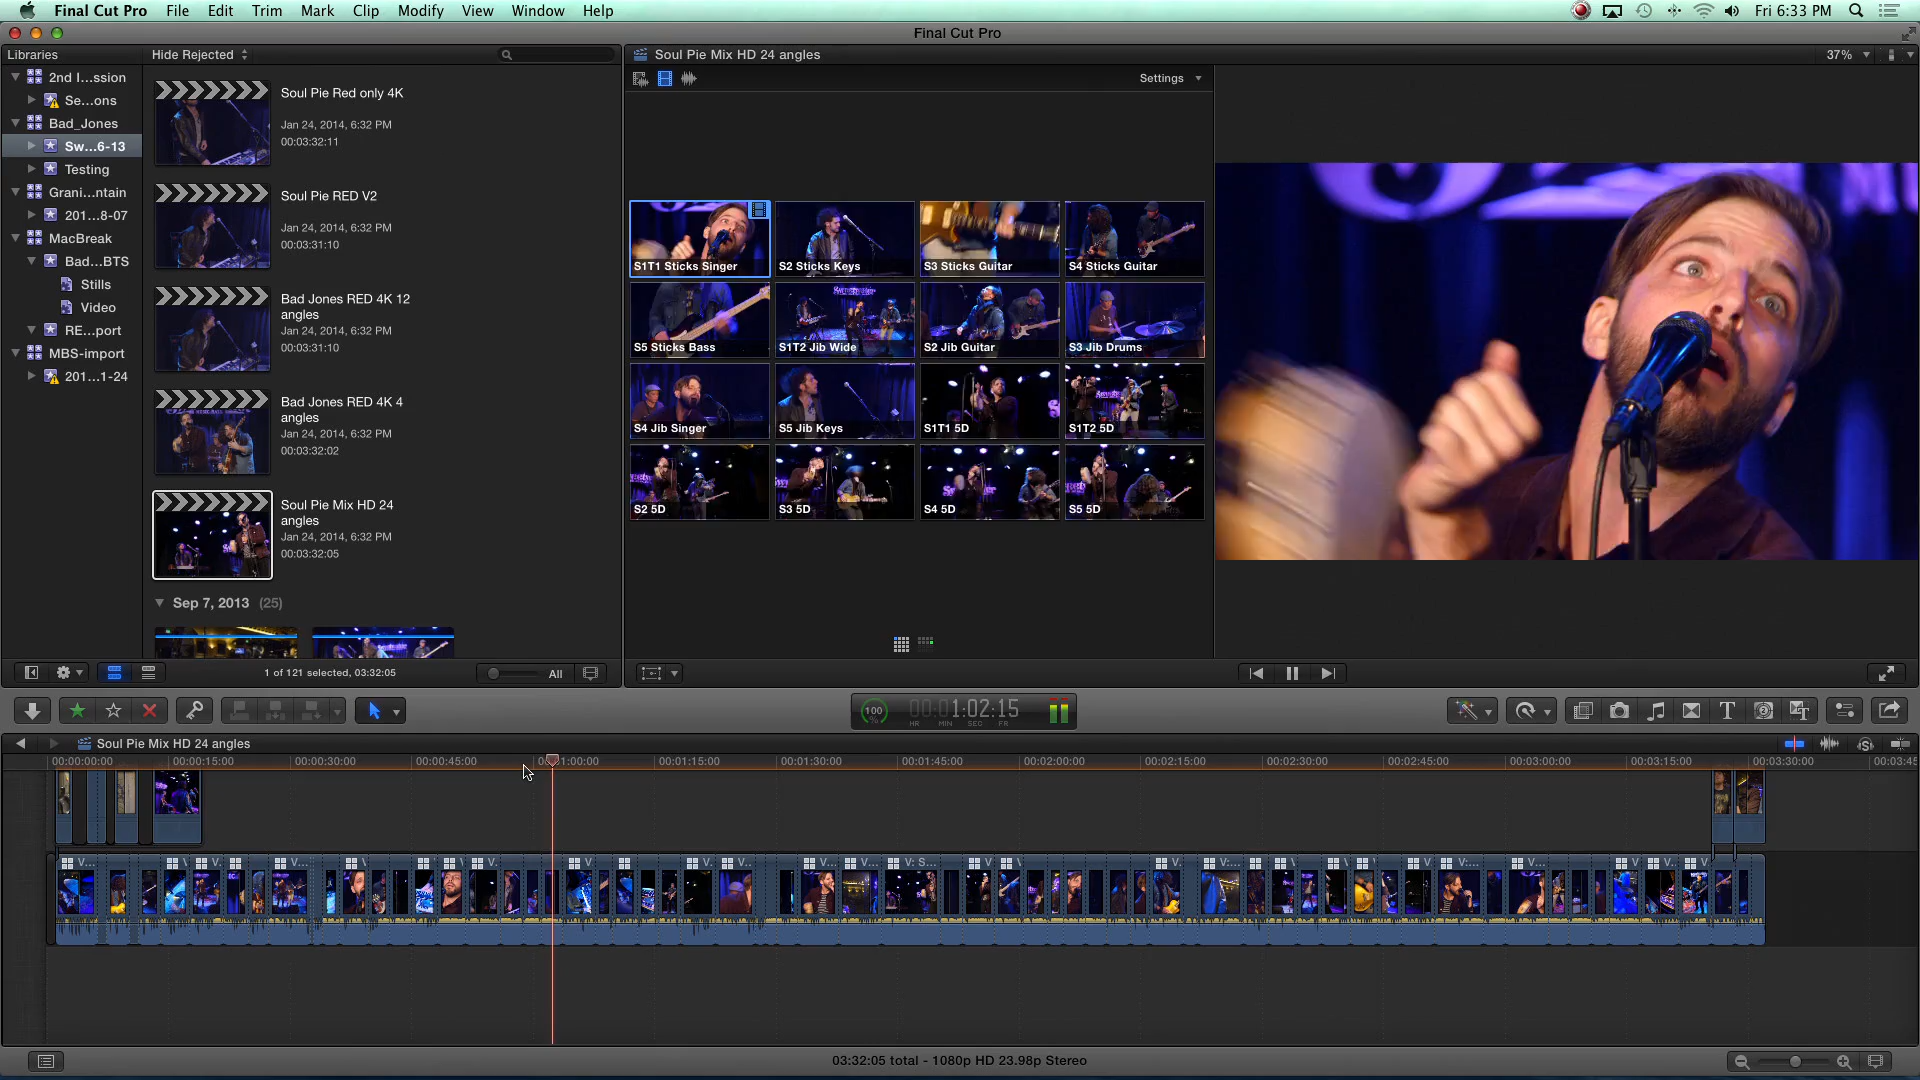 Final Cut Pro File Edit Trim Mark Clip Modify View Window Help Fri 6:33 PM
Final Cut Pro
Libraries
Hide Rejected
Soul Pie Mix HD 24 angles
37%
Settings
2nd I...ssion
Se...ons
Bad_Jones
Sw...6-13
Testing
Grani...ntain
201...8-07
MacBreak
Bad...BTS
Stills
Video
RE...port
MBS-import
201...1-24
Soul Pie Red only 4K
Jan 24, 2014, 6:32 PM
00:03:32:11
Soul Pie RED V2
Jan 24, 2014, 6:32 PM
00:03:31:10
Bad Jones RED 4K 12
angles
Jan 24, 2014, 6:32 PM
00:03:31:10
Bad Jones RED 4K 4
angles
Jan 24, 2014, 6:32 PM
00:03:32:02
Soul Pie Mix HD 24
angles
Jan 24, 2014, 6:32 PM
00:03:32:05
Sep 7, 2013 (25)
1 of 121 selected, 03:32:05
All
S1T1 Sticks Singer S2 Sticks Keys S3 Sticks Guitar S4 Sticks Guitar
S5 Sticks Bass S1T2 Jib Wide S2 Jib Guitar S3 Jib Drums
S4 Jib Singer S5 Jib Keys S1T1 5D S1T2 5D
S2 5D S3 5D S4 5D S5 5D
100 % 00:01:02:15
HR MIN SEC FR
Soul Pie Mix HD 24 angles
00:00:00:00 00:00:15:00 00:00:30:00 00:00:45:00 00:01:00:00 00:01:15:00 00:01:30:00 00:01:45:00 00:02:00:00 00:02:15:00 00:02:30:00 00:02:45:00 00:03:00:00 00:03:15:00 00:03:30:00 00:03:45
03:32:05 total - 1080p HD 23.98p Stereo